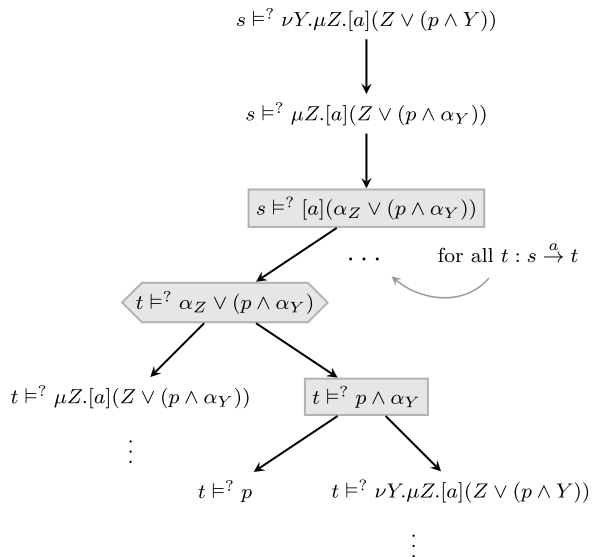 s ⊨? νY.μZ.[a](Z ∨ (p ∧ Y))
s ⊨? μZ.[a](Z ∨ (p ∧ α_Y))
s ⊨? [a](α_Z ∨ (p ∧ α_Y))
... for all t : s →^a t
t ⊨? α_Z ∨ (p ∧ α_Y)
t ⊨? μZ.[a](Z ∨ (p ∧ α_Y)) t ⊨? p ∧ α_Y
⋮
t ⊨? p t ⊨? νY.μZ.[a](Z ∨ (p ∧ Y))
⋮